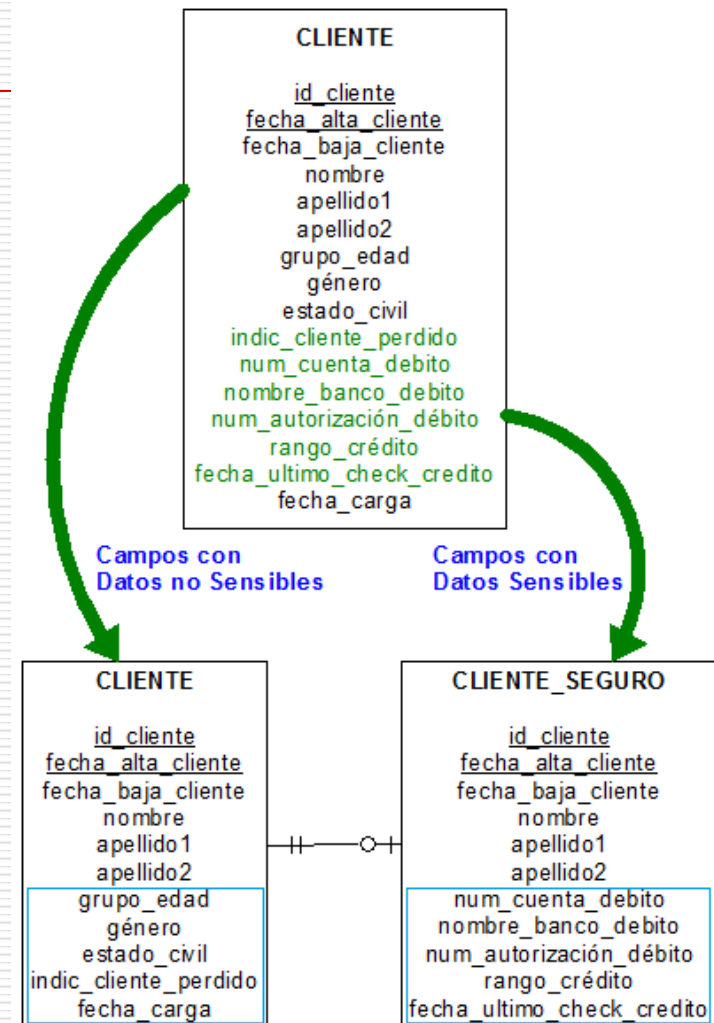 CLIENTE
id_cliente
fecha_alta_cliente
fecha_baja_cliente
nombre
apellido1
apellido2
grupo_edad
género
estado_civil
indic_cliente_perdido
num_cuenta_debito
nombre_banco_debito
num_autorización_débito
rango_crédito
fecha_ultimo_check_credito
fecha_carga
Campos con
Datos no Sensibles
Campos con
Datos Sensibles
CLIENTE
id_cliente
fecha_alta_cliente
fecha_baja_cliente
nombre
apellido1
apellido2
grupo_edad
género
estado_civil
indic_cliente_perdido
fecha_carga
CLIENTE_SEGURO
id_cliente
fecha_alta_cliente
fecha_baja_cliente
nombre
apellido1
apellido2
num_cuenta_debito
nombre_banco_debito
num_autorización_débito
rango_crédito
fecha_ultimo_check_credito